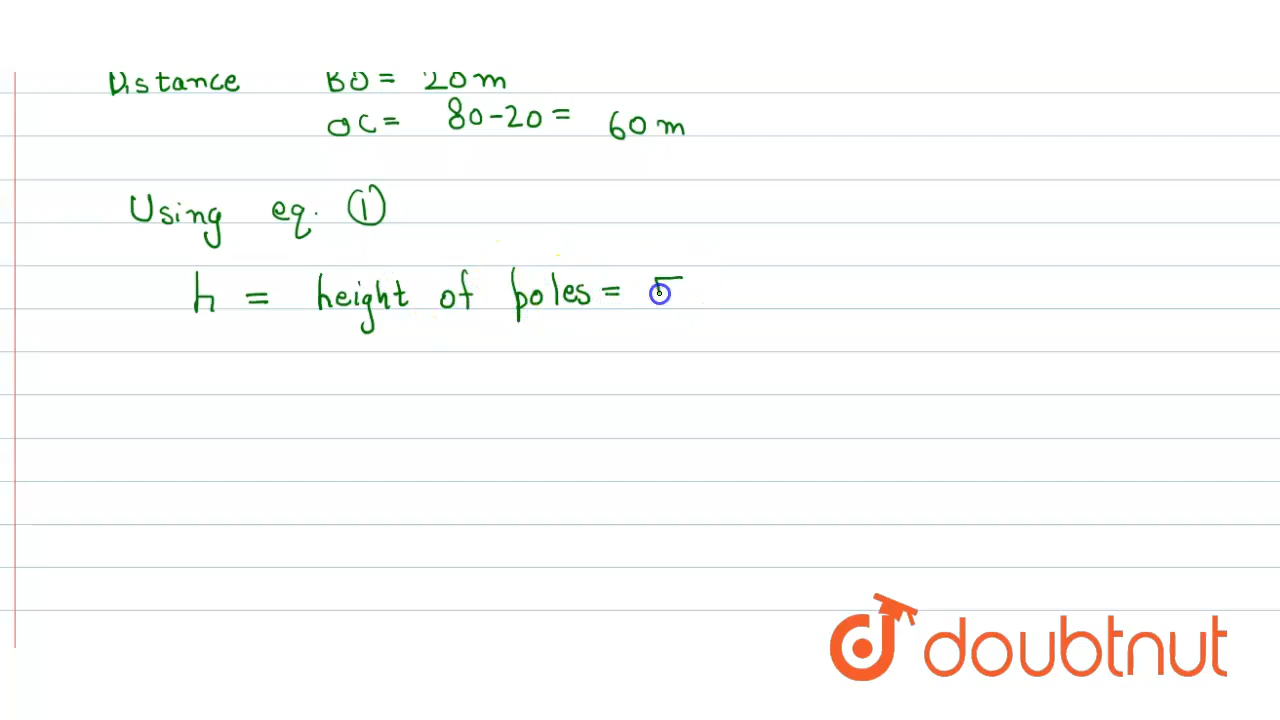 Distance BO = 20 m
OC = 80 - 20 = 60 m
Using eq. ①
h = height of poles = √
doubtnut